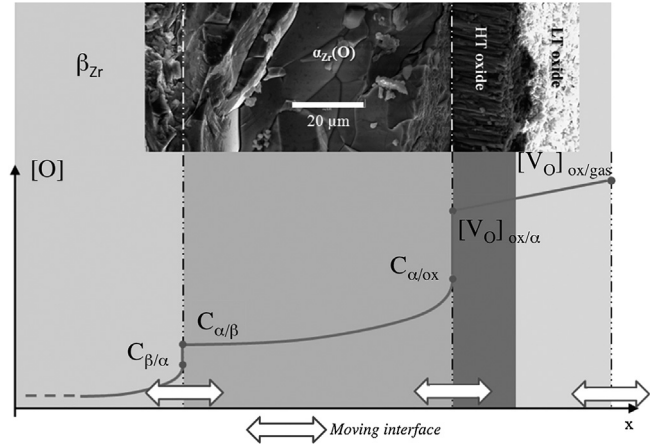 βZr
αZr(O)
20 µm
HT oxide
LT oxide
[O]
[VO] ox/gas
[VO] ox/α
Cα/ox
Cα/β
Cβ/α
x
Moving interface